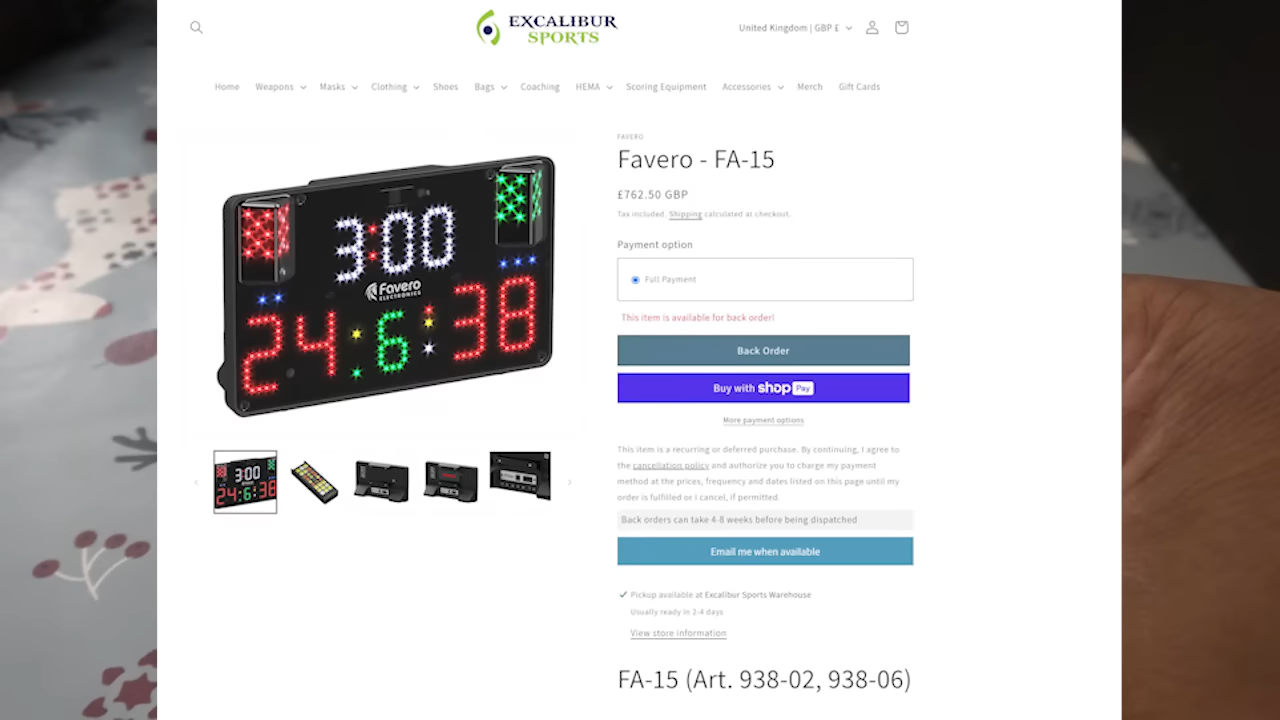 EXCALIBUR
SPORTS
United Kingdom | GBP £
Home Weapons Masks Clothing Shoes Bags Coaching HEMA Scoring Equipment Accessories Merch Gift Cards
FAVERO
Favero - FA-15
£762.50 GBP
Tax included. Shipping calculated at checkout.
Payment option
Full Payment
This item is available for back order!
Back Order
Buy with shop Pay
More payment options
This item is a recurring or deferred purchase. By continuing, I agree to
the cancellation policy and authorize you to charge my payment
method at the prices, frequency and dates listed on this page until my
order is fulfilled or I cancel, if permitted.
Back orders can take 4-8 weeks before being dispatched
Email me when available
Pickup available at Excalibur Sports Warehouse
Usually ready in 2-4 days
View store information
FA-15 (Art. 938-02, 938-06)
3:00
Favero
ELECTRONICS
24 6 38
3:00
24:6:38